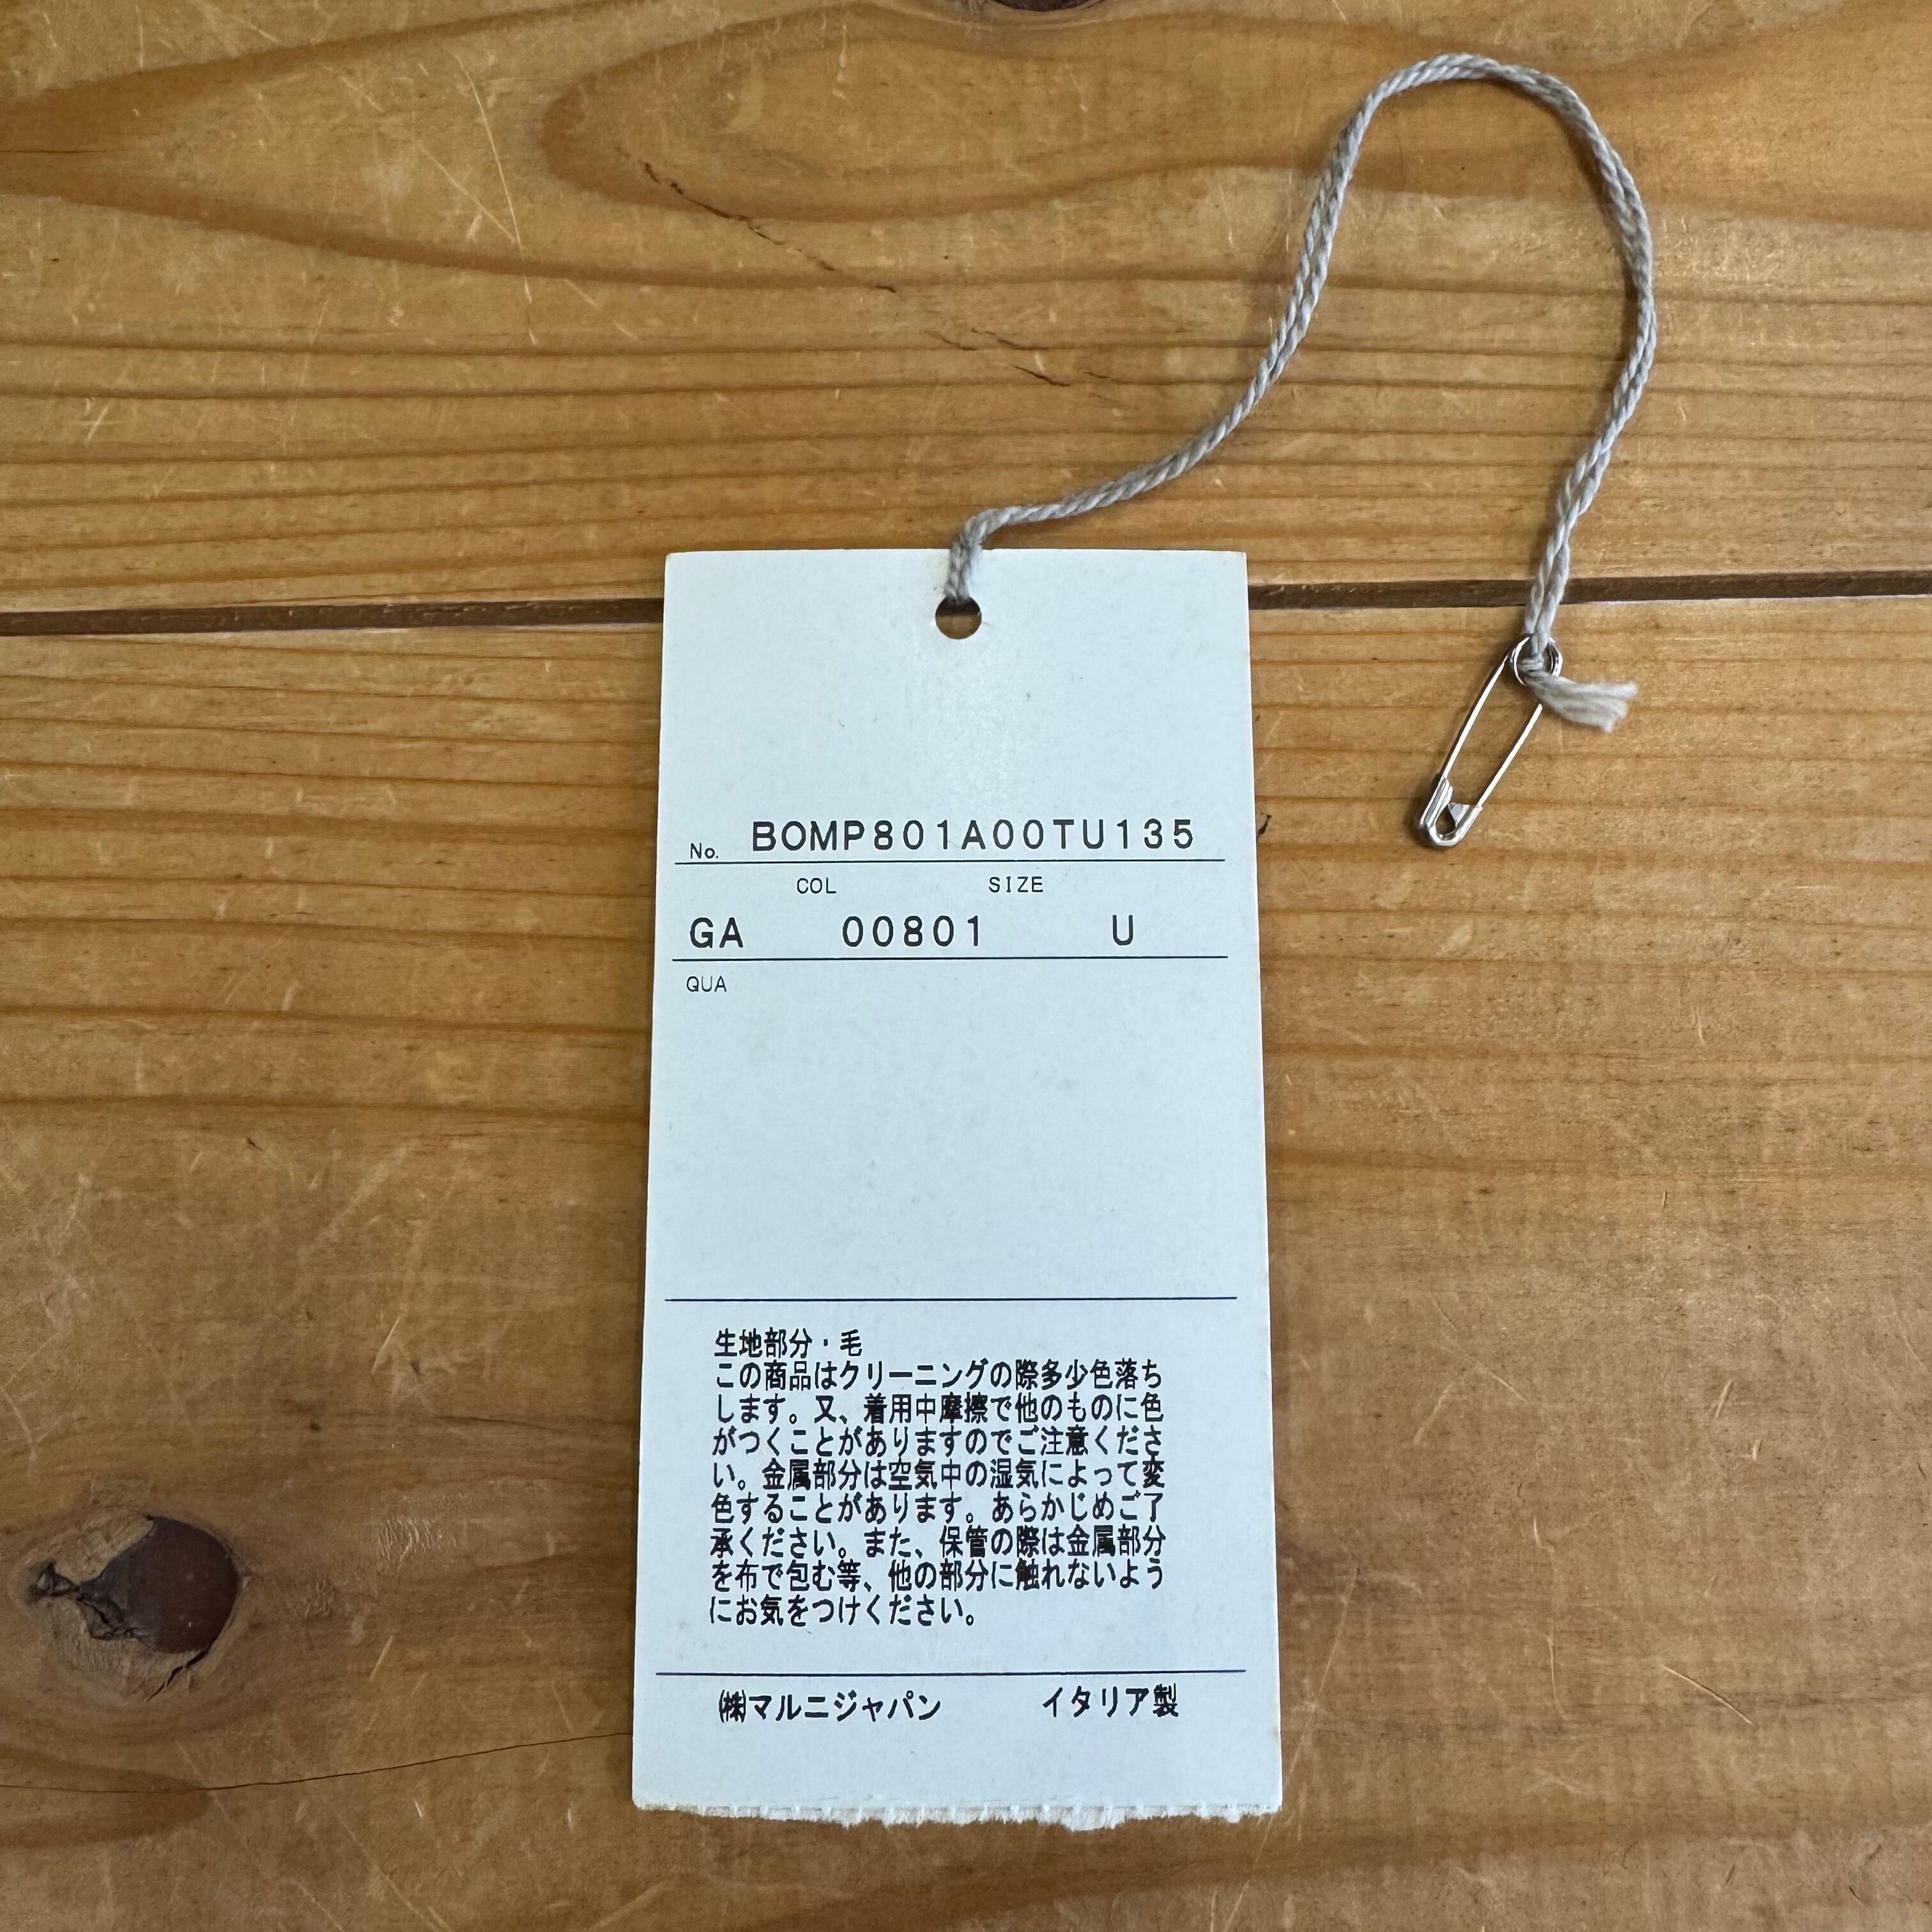 No. BOMP801A00TU135
COL SIZE
GA 00801 U
QUA
生地部分・毛
この商品はクリーニングの際多少色落ち
します。又、着用中摩擦で他のものに色
がつくことがありますのでご注意くださ
い。金属部分は空気中の湿気によって変
色することがあります。あらかじめご了
承ください。また、保管の際は金属部分
を布で包む等、他の部分に触れないよう
にお気をつけください。
㈱マルニジャパン イタリア製